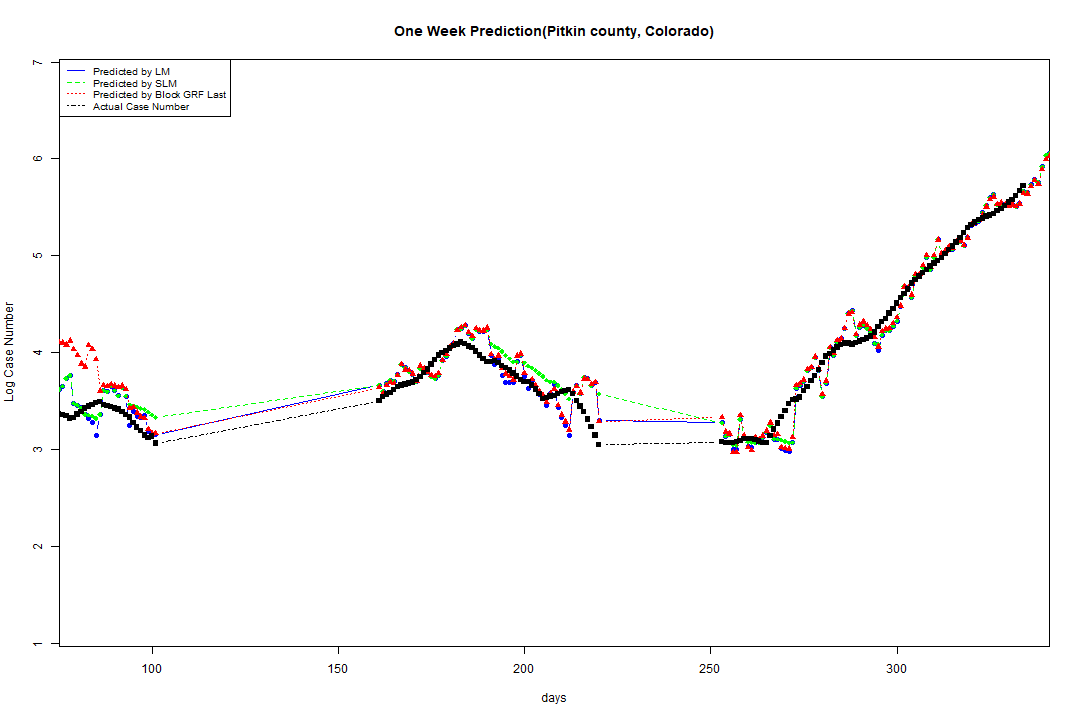 One Week Prediction(Pitkin county, Colorado)
Predicted by LM
Predicted by SLM
Predicted by Block GRF Last
Actual Case Number
Log Case Number
7
6
5
4
3
2
1
100
150
200
250
300
days